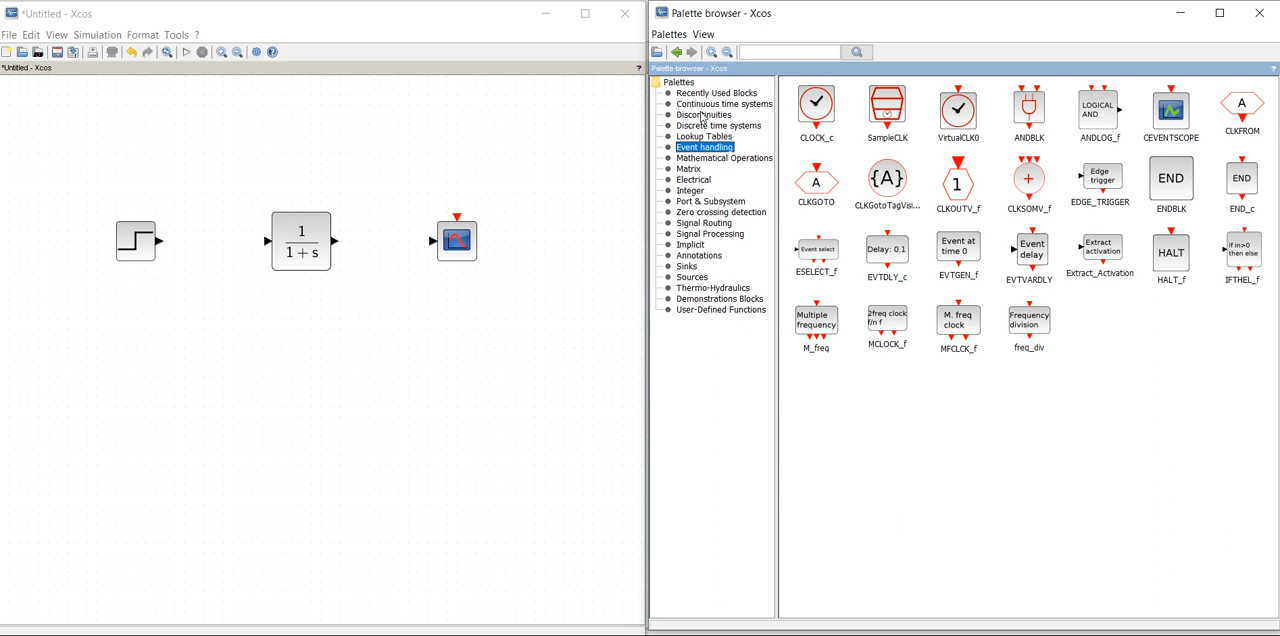 *Untitled - Xcos
File Edit View Simulation Format Tools ?
*Untitled - Xcos
?
1
1 + s
Palette browser - Xcos
Palettes View
Palette browser - Xcos
?
Palettes
Recently Used Blocks
Continuous time systems
Discontinuities
Discrete time systems
Lookup Tables
Event handling
Mathematical Operations
Matrix
Electrical
Integer
Port & Subsystem
Zero crossing detection
Signal Routing
Signal Processing
Implicit
Annotations
Sinks
Sources
Thermo-Hydraulics
Demonstrations Blocks
User-Defined Functions
LOGICAL
AND
A
CLOCK_c SampleCLK VirtualCLK0 ANDBLK ANDLOG_f CEVENTSCOPE CLKFROM
A {A} 1 + Edge
trigger END END
CLKGOTO CLKGotoTagVisi... CLKOUTV_f CLKSOMV_f EDGE_TRIGGER ENDBLK END_c
Event select Delay: 0.1 Event at
time 0 Event
delay Extract
activation HALT if in>0
then else
ESELECT_f EVTDLY_c EVTGEN_f EVTVARDLY Extract_Activation HALT_f IFTHEL_f
Multiple
frequency 2freq clock
f/n f M. freq
clock Frequency
division
M_freq MCLOCK_f MFCLCK_f freq_div